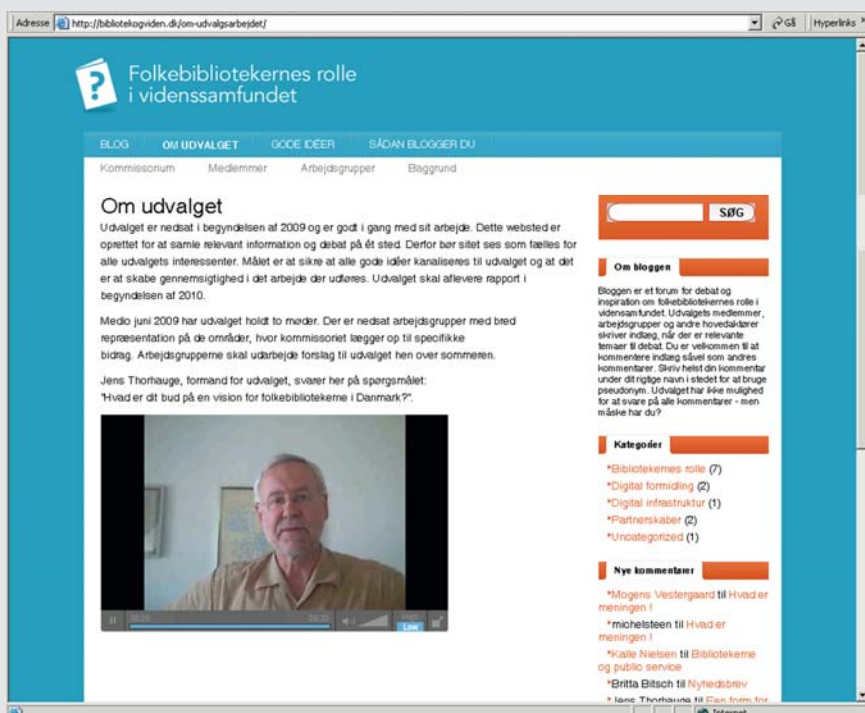 Adresse http://bibliotekogviden.dk/om-udvalgsarbejdet/ Gå Hyperlinks
Folkebibliotekernes rolle
i videnssamfundet
BLOG OM UDVALGET GODE IDÉER SÅDAN BLOGGER DU
Kommissorium Medlemmer Arbejdsgrupper Baggrund
Om udvalget
Udvalget er nedsat i begyndelsen af 2009 og er godt i gang med sit arbejde. Dette websted er
oprettet for at samle relevant information og debat på ét sted. Derfor bør sitet ses som fælles for
alle udvalgets interessenter. Målet er at sikre at alle gode idéer kanaliseres til udvalget og at det
er at skabe gennemsigtighed i det arbejde der udføres. Udvalget skal aflevere rapport i
begyndelsen af 2010.
Medio juni 2009 har udvalget holdt to møder. Der er nedsat arbejdsgrupper med bred
repræsentation på de områder, hvor kommissoriet lægger op til specifikke
bidrag. Arbejdsgrupperne skal udarbejde forslag til udvalget hen over sommeren.
Jens Thorhauge, formand for udvalget, svarer her på spørgsmålet:
"Hvad er dit bud på en vision for folkebibliotekerne i Danmark?".
Low
SØG
Om bloggen
Bloggen er et forum for debat og
inspiration om folkebibliotekernes rolle i
vidensamfundet. Udvalgets medlemmer,
arbejdsgrupper og andre hovedaktører
skriver indlæg, når der er relevante
temaer til debat. Du er velkommen til at
kommentere indlæg såvel som andres
kommentarer. Skriv helst din kommentar
under dit rigtige navn i stedet for at bruge
pseudonym. Udvalget har ikke mulighed
for at svare på alle kommentarer - men
måske har du?
Kategorier
*Bibliotekernes rolle (7)
*Digital formidling (2)
*Digital infrastruktur (1)
*Partnerskaber (2)
*Uncategorized (1)
Nye kommentarer
*Mogens Vestergaard til Hvad er
meningen !
*michelsteen til Hvad er
meningen !
*Kalle Nielsen til Bibliotekerne
og public service
*Britta Bitsch til Nyhedsbrev
*Jens Thorhauge til Een form for
Internet